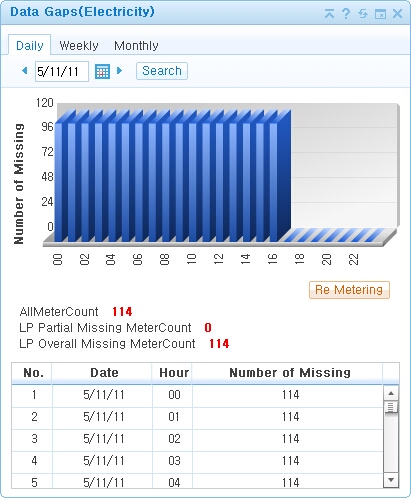 Data Gaps(Electricity)
Daily Weekly Monthly
5/11/11 Search
Number of Missing
120
96
72
48
24
0
00 02 04 06 08 10 12 14 16 18 20 22
Re Metering
AllMeterCount 114
LP Partial Missing MeterCount 0
LP Overall Missing MeterCount 114
No. Date Hour Number of Missing
1 5/11/11 00 114
2 5/11/11 01 114
3 5/11/11 02 114
4 5/11/11 03 114
5 5/11/11 04 114